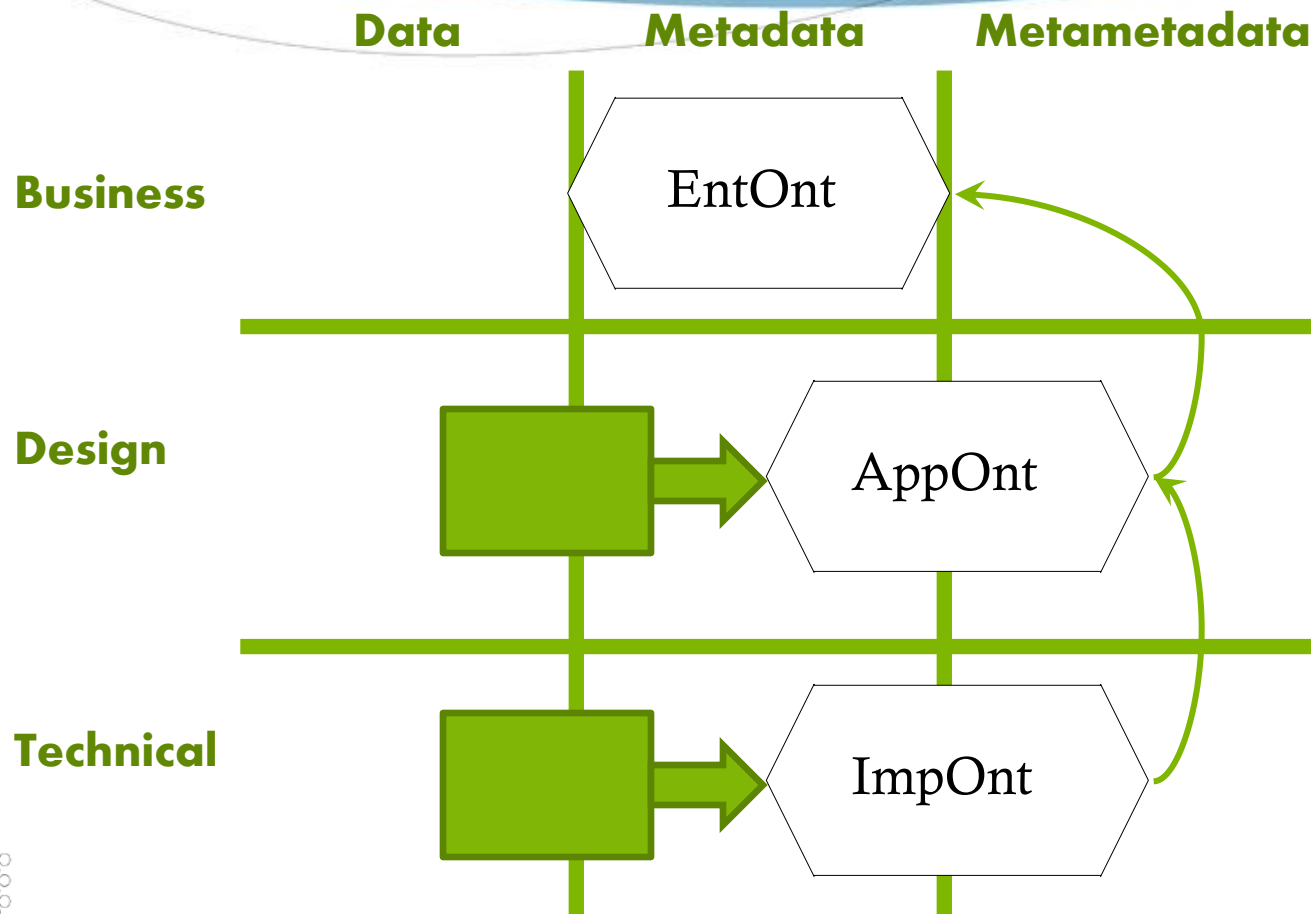 Data Metadata Metametadata
Business
EntOnt
Design
AppOnt
Technical
ImpOnt